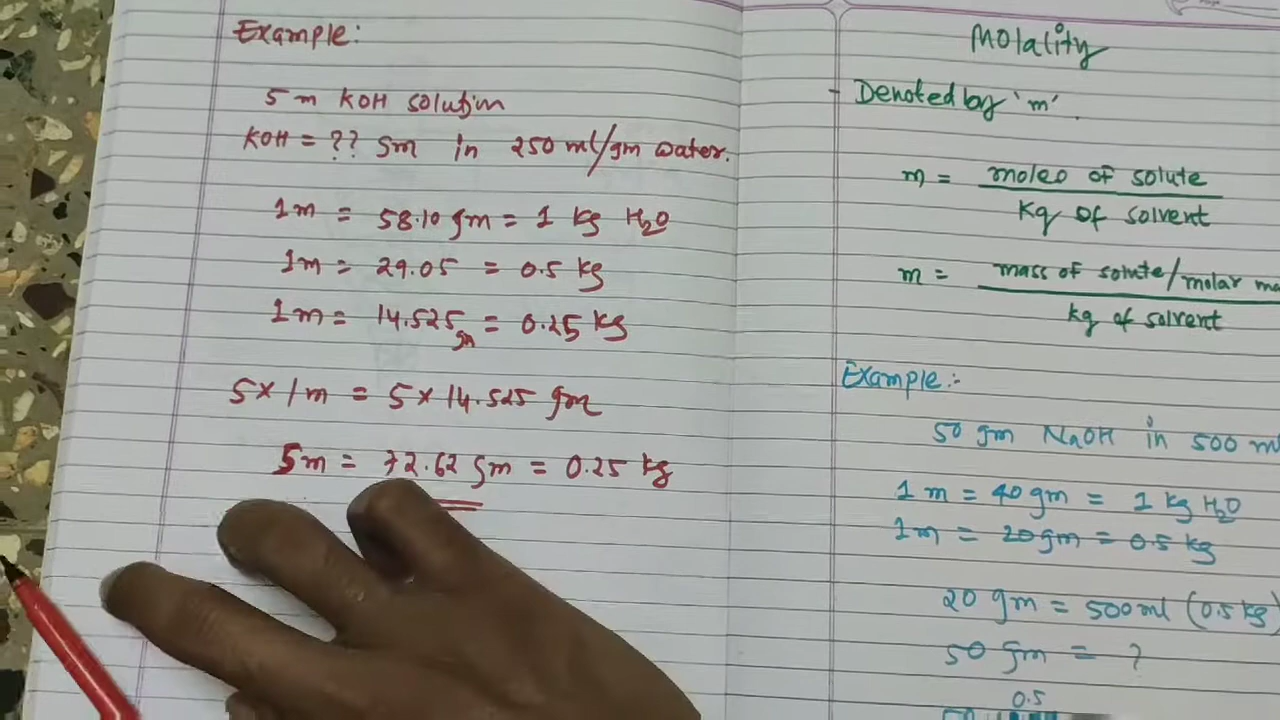 Example:
5 m KOH solution
KOH = ?? gm in 250 ml/gm water.
1m = 58.10 gm = 1 kg H₂O
1m = 29.05 = 0.5 kg
1m = 14.525 gm = 0.25 kg
5 × 1m = 5 × 14.525 gm
5m = 72.62 gm = 0.25 kg
Molality
Denoted by 'm'.
m = moles of solute
Kg of solvent
m = mass of solute/molar ma
kg of solvent
Example:-
50 gm NaOH in 500 ml
1 m = 40 gm = 1 kg H₂O
1m = 20 gm = 0.5 kg
20 gm = 500ml (0.5 kg)
50 gm = ?
0.5